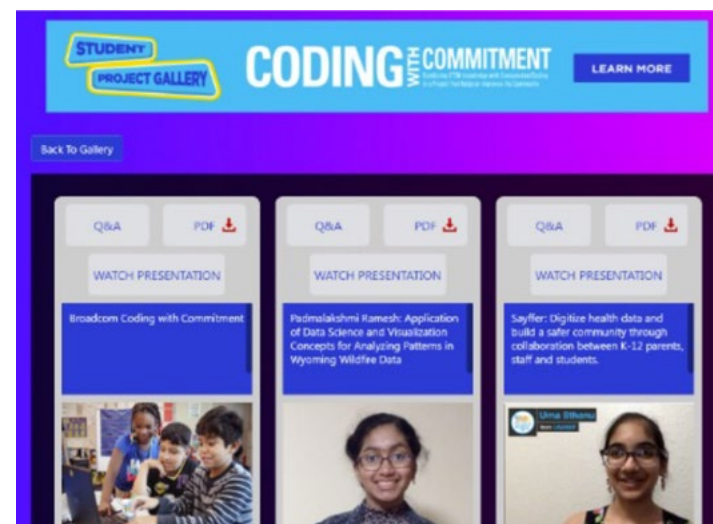 STUDENT
PROJECT GALLERY
CODING WITH COMMITMENT
LEARN MORE
Back To Gallery
Q&A
PDF
WATCH PRESENTATION
Broadcom Coding with Commitment
Q&A
PDF
WATCH PRESENTATION
Padmalakshmi Ramesh: Application
of Data Science and Visualization
Concepts for Analyzing Patterns in
Wyoming Wildfire Data
Q&A
PDF
WATCH PRESENTATION
Sayffer: Digitize health data and
build a safer community through
collaboration between K-12 parents,
staff and students.
Uma Sthanu